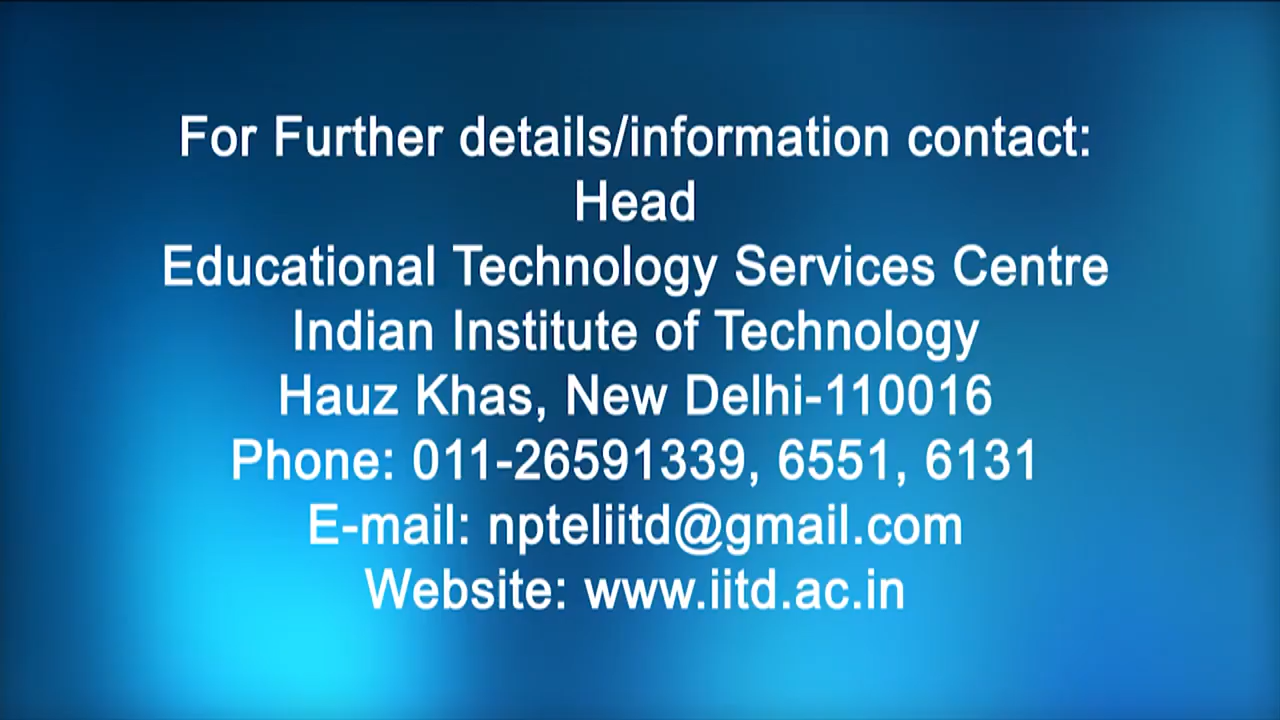 For Further details/information contact:
Head
Educational Technology Services Centre
Indian Institute of Technology
Hauz Khas, New Delhi-110016
Phone: 011-26591339, 6551, 6131
E-mail: npteliitd@gmail.com
Website: www.iitd.ac.in